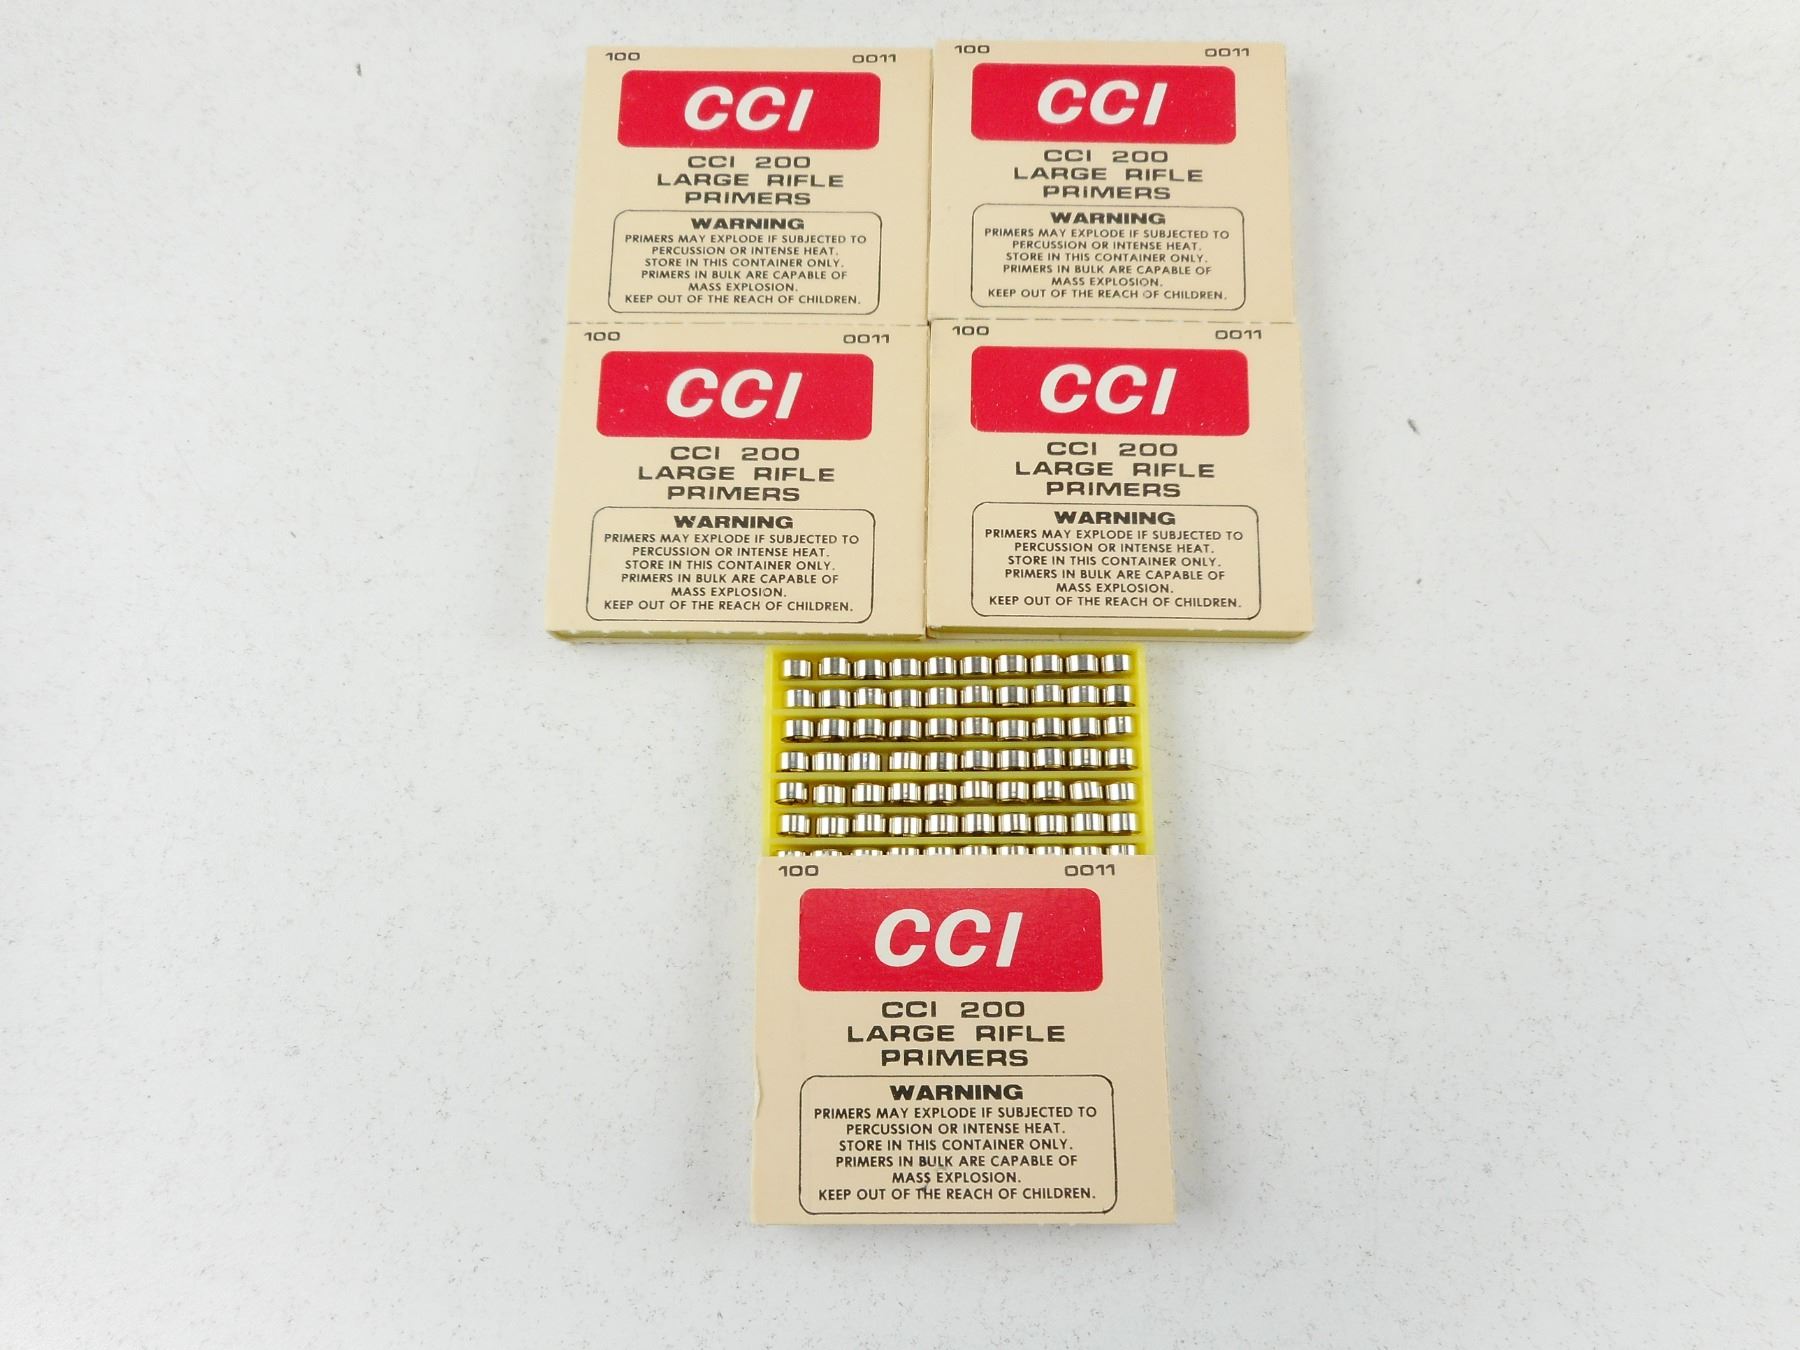 100 0011
CCI
CCI 200
LARGE RIFLE
PRIMERS
WARNING
PRIMERS MAY EXPLODE IF SUBJECTED TO
PERCUSSION OR INTENSE HEAT.
STORE IN THIS CONTAINER ONLY.
PRIMERS IN BULK ARE CAPABLE OF
MASS EXPLOSION.
KEEP OUT OF THE REACH OF CHILDREN.
100 0011
CCI
CCI 200
LARGE RIFLE
PRIMERS
WARNING
PRIMERS MAY EXPLODE IF SUBJECTED TO
PERCUSSION OR INTENSE HEAT.
STORE IN THIS CONTAINER ONLY.
PRIMERS IN BULK ARE CAPABLE OF
MASS EXPLOSION.
KEEP OUT OF THE REACH OF CHILDREN.
100 0011
CCI
CCI 200
LARGE RIFLE
PRIMERS
WARNING
PRIMERS MAY EXPLODE IF SUBJECTED TO
PERCUSSION OR INTENSE HEAT.
STORE IN THIS CONTAINER ONLY.
PRIMERS IN BULK ARE CAPABLE OF
MASS EXPLOSION.
KEEP OUT OF THE REACH OF CHILDREN.
100 0011
CCI
CCI 200
LARGE RIFLE
PRIMERS
WARNING
PRIMERS MAY EXPLODE IF SUBJECTED TO
PERCUSSION OR INTENSE HEAT.
STORE IN THIS CONTAINER ONLY.
PRIMERS IN BULK ARE CAPABLE OF
MASS EXPLOSION.
KEEP OUT OF THE REACH OF CHILDREN.
100 0011
CCI
CCI 200
LARGE RIFLE
PRIMERS
WARNING
PRIMERS MAY EXPLODE IF SUBJECTED TO
PERCUSSION OR INTENSE HEAT.
STORE IN THIS CONTAINER ONLY.
PRIMERS IN BULK ARE CAPABLE OF
MASS EXPLOSION.
KEEP OUT OF THE REACH OF CHILDREN.